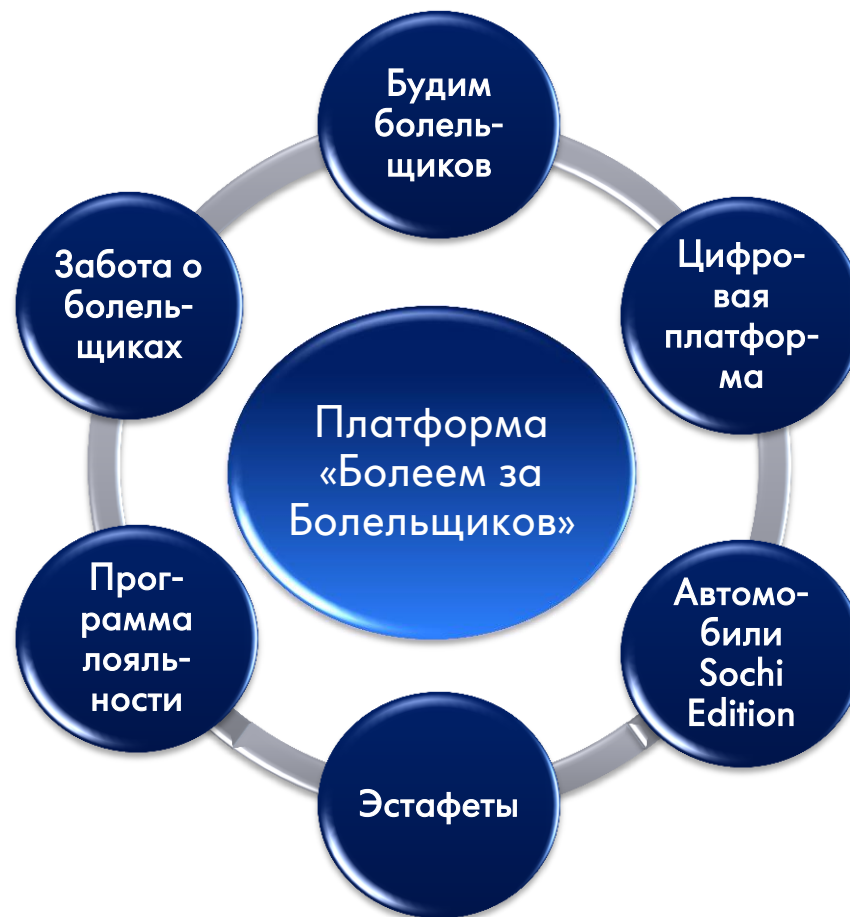 Будим
болель-
щиков
Цифро-
вая
платфор-
ма
Автомо-
били
Sochi
Edition
Эстафеты
Прог-
рамма
лояль-
ности
Забота о
болель-
щиках
Платформа
«Болеем за
Болельщиков»